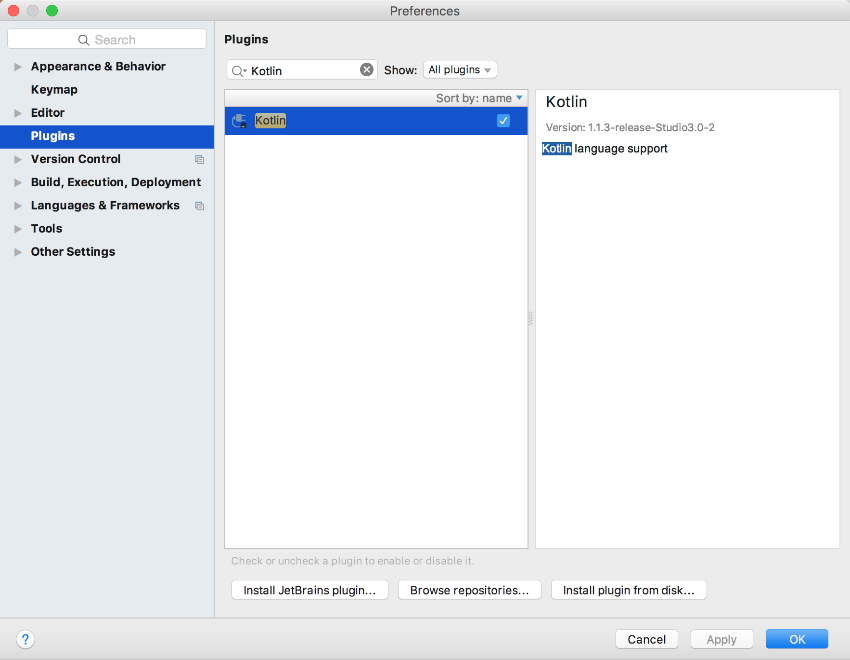 Preferences
Search
Appearance & Behavior
Keymap
Editor
Plugins
Version Control
Build, Execution, Deployment
Languages & Frameworks
Tools
Other Settings
Plugins
Kotlin
Show: All plugins
Sort by: name
Kotlin
Kotlin
Version: 1.1.3-release-Studio3.0-2
Kotlin language support
Check or uncheck a plugin to enable or disable it.
Install JetBrains plugin... Browse repositories... Install plugin from disk...
? Cancel Apply OK